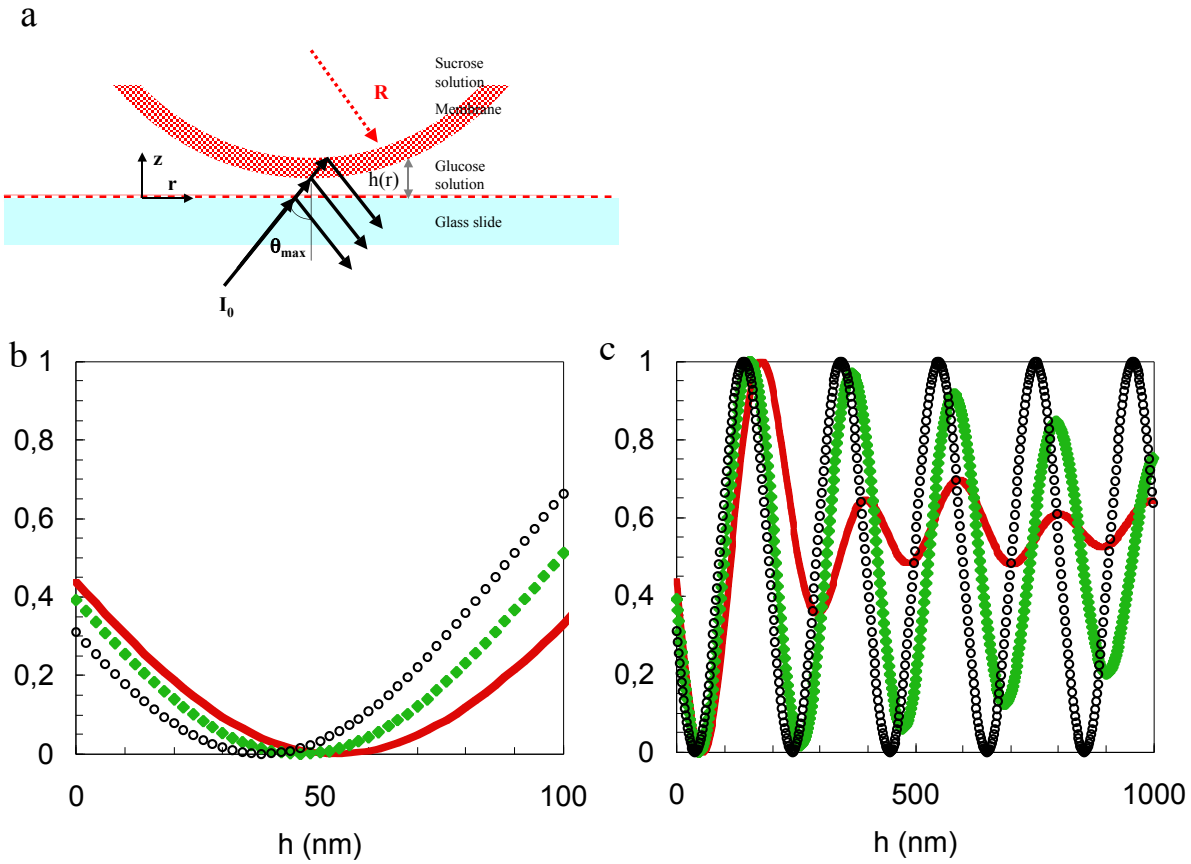 a
Sucrose
solution
R
Membrane
z
Glucose
solution
h(r)
r
Glass slide
θmax
I0
b
1
0,8
0,6
0,4
0,2
0
0 50 100
h (nm)
c
1
0,8
0,6
0,4
0,2
0
0 500 1000
h (nm)